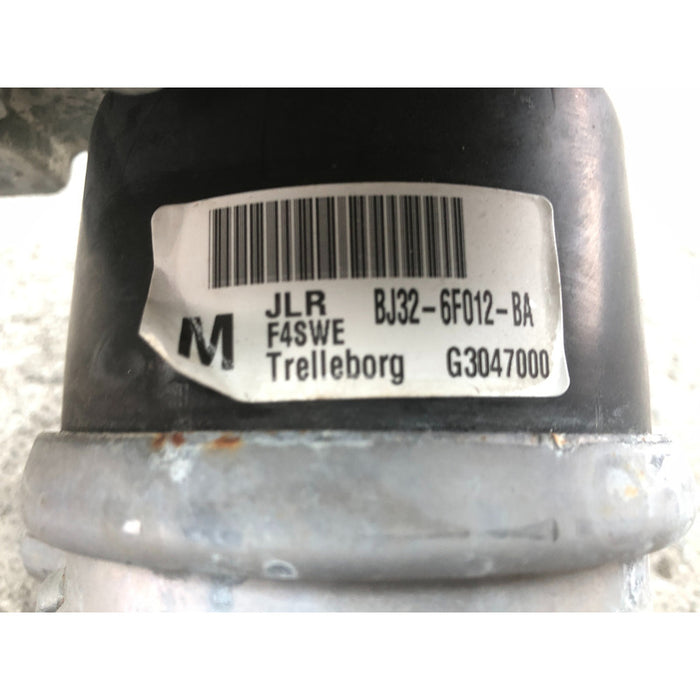 JLR BJ32-6F012-BA
F4SWE
M
Trelleborg G3047000